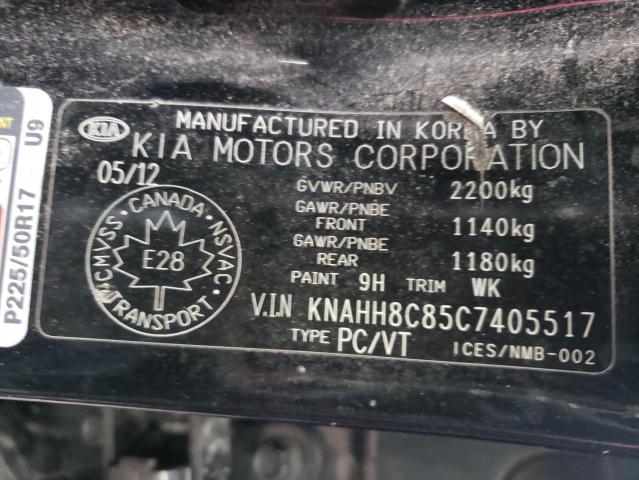 KIA
MANUFACTURED IN KOREA BY
KIA MOTORS CORPORATION
05/12
GVWR/PNBV 2200kg
GAWR/PNBE
FRONT 1140kg
GAWR/PNBE
REAR 1180kg
PAINT 9H TRIM WK
V.I.N KNAHH8C85C7405517
TYPE PC/VT ICES/NMB-002
CANADA
CMVSS NSVAC
E28
TRANSPORT
P225/50R17
U9